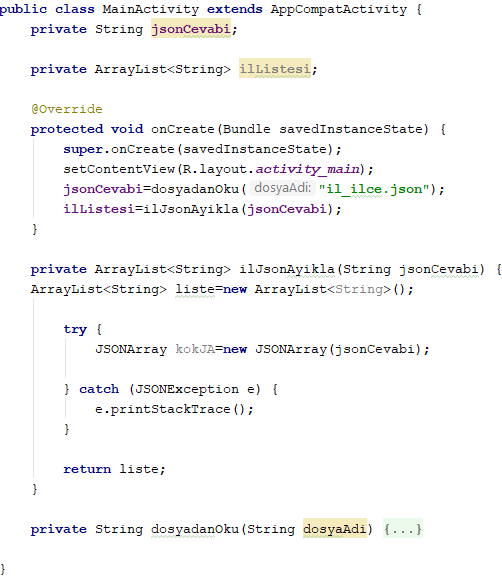 public class MainActivity extends AppCompatActivity {
    private String jsonCevabi;

    private ArrayList<String> ilListesi;

    @Override
    protected void onCreate(Bundle savedInstanceState) {
        super.onCreate(savedInstanceState);
        setContentView(R.layout.activity_main);
        jsonCevabi=dosyadanOku( dosyaAdi: "il_ilce.json");
        ilListesi=ilJsonAyikla(jsonCevabi);
    }

    private ArrayList<String> ilJsonAyikla(String jsonCevabi) {
    ArrayList<String> liste=new ArrayList<String>();

        try {
            JSONArray kokJA=new JSONArray(jsonCevabi);

        } catch (JSONException e) {
            e.printStackTrace();
        }

        return liste;
    }

    private String dosyadanOku(String dosyaAdi) {...}

}